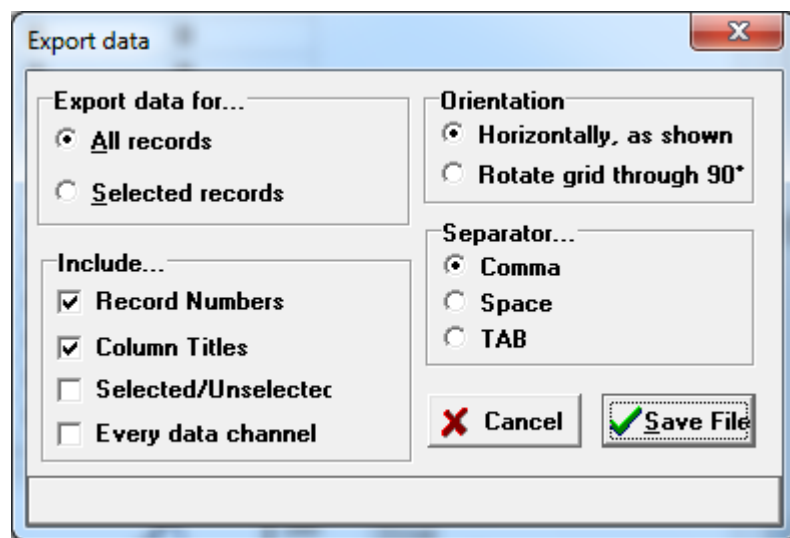 Export data
Export data for...
All records
Selected records
Include...
Record Numbers
Column Titles
Selected/Unselectec
Every data channel
Orientation
Horizontally, as shown
Rotate grid through 90°
Separator...
Comma
Space
TAB
Cancel
Save File